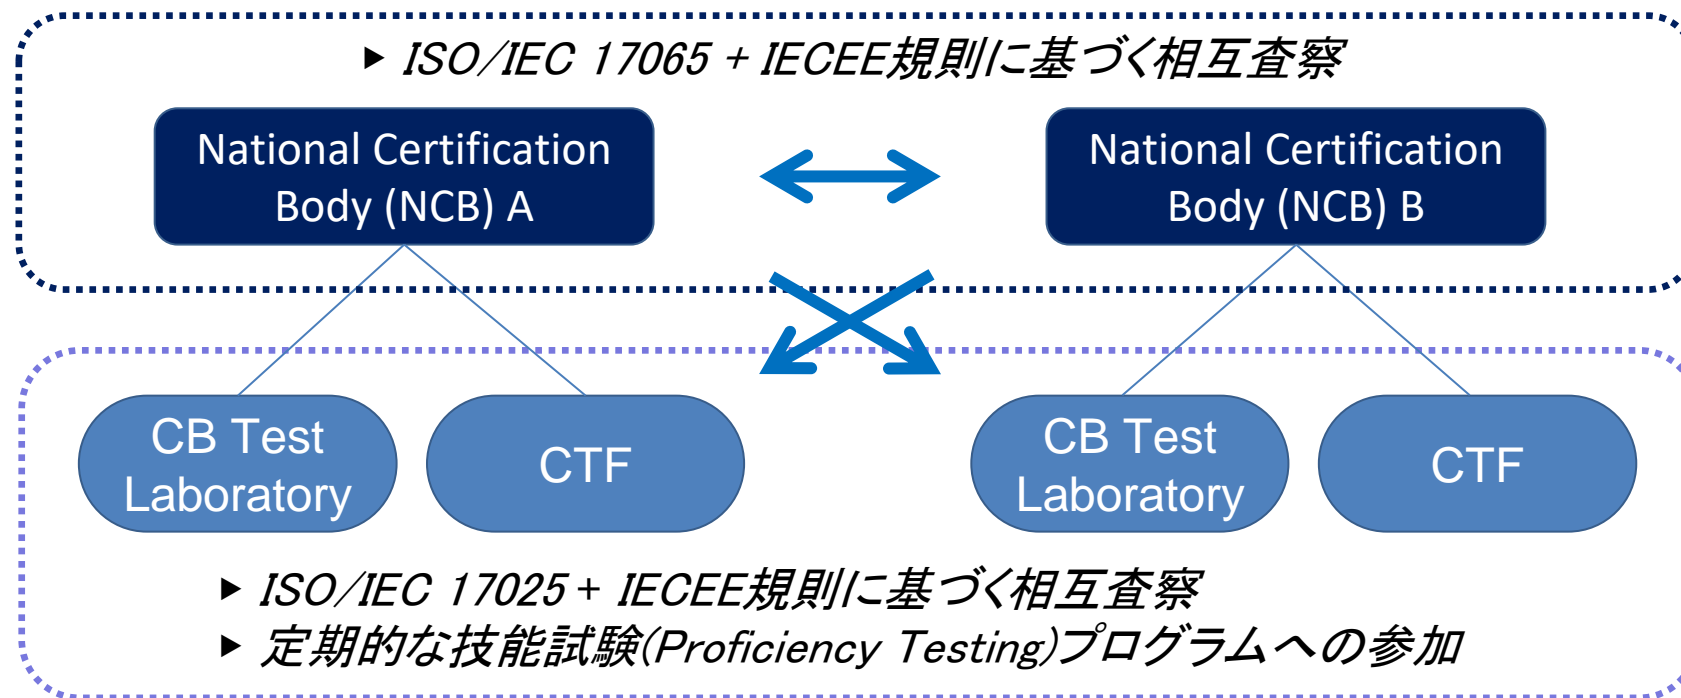 ▶ ISO/IEC 17065 + IECEE規則に基づく相互査察
National Certification
Body (NCB) A
National Certification
Body (NCB) B
CB Test
Laboratory
CTF
CB Test
Laboratory
CTF
▶ ISO/IEC 17025 + IECEE規則に基づく相互査察
▶ 定期的な技能試験(Proficiency Testing)プログラムへの参加